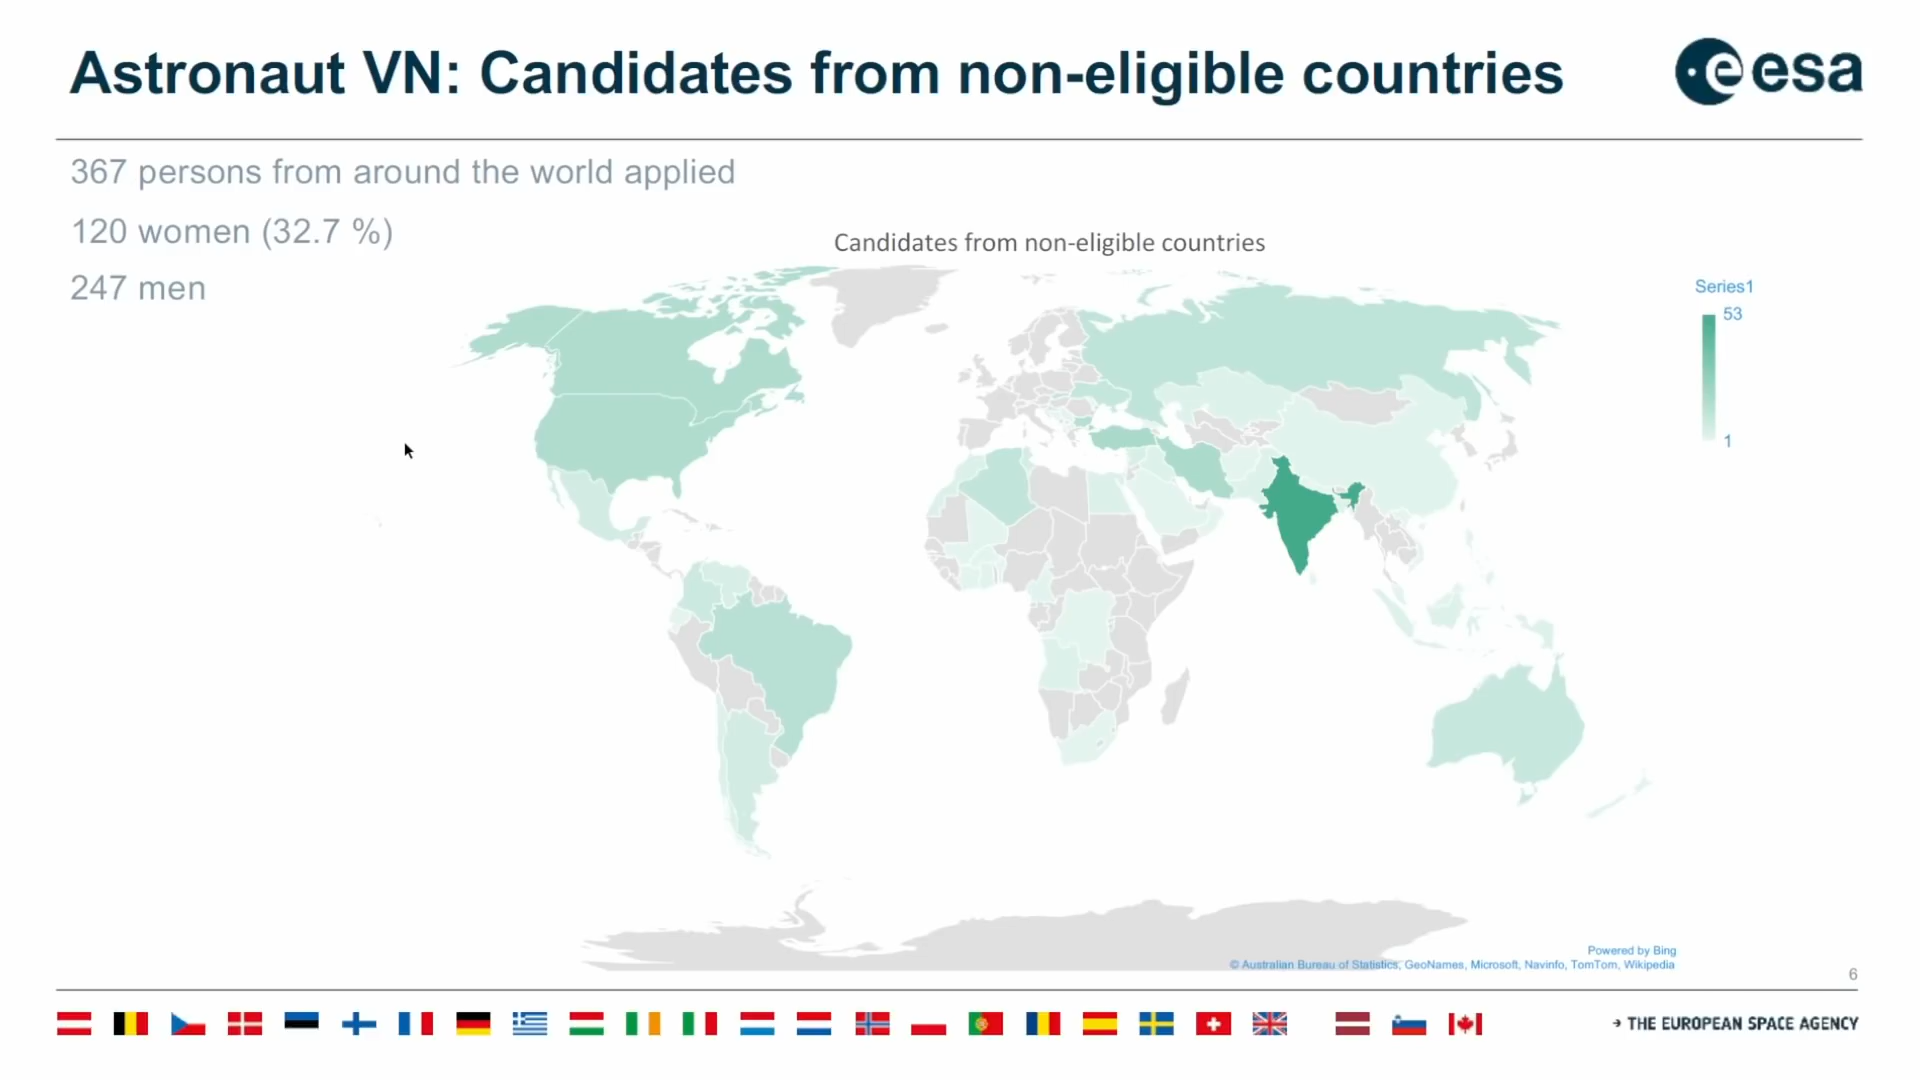 Astronaut VN: Candidates from non-eligible countries
esa
367 persons from around the world applied
120 women (32.7 %)
247 men
Candidates from non-eligible countries
Series1
53
1
Powered by Bing
© Australian Bureau of Statistics, GeoNames, Microsoft, Navinfo, TomTom, Wikipedia
6
→ THE EUROPEAN SPACE AGENCY